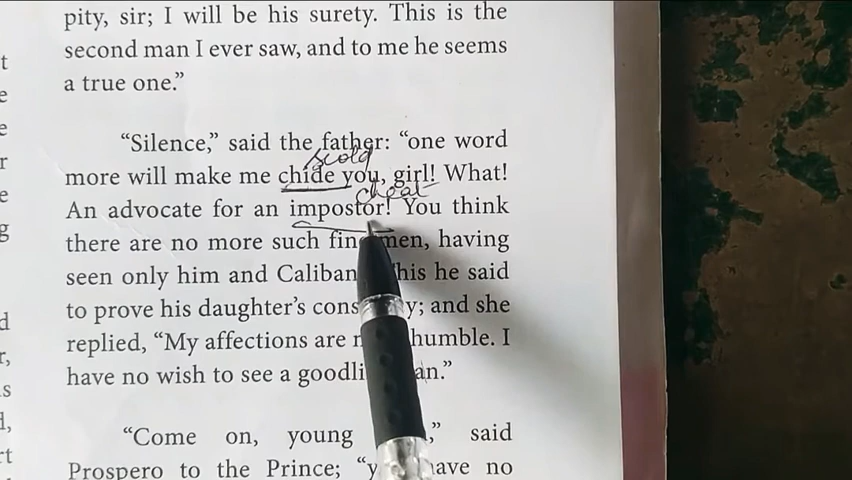 pity, sir; I will be his surety. This is the
second man I ever saw, and to me he seems
a true one.”
“Silence,” said the father: “one word
scold
more will make me chide you, girl! What!
cheat
An advocate for an impostor! You think
there are no more such fine men, having
seen only him and Caliban. This he said
to prove his daughter’s cons y; and she
replied, “My affections are humble. I
have no wish to see a goodli an.”
“Come on, young ,” said
Prospero to the Prince; “y have no